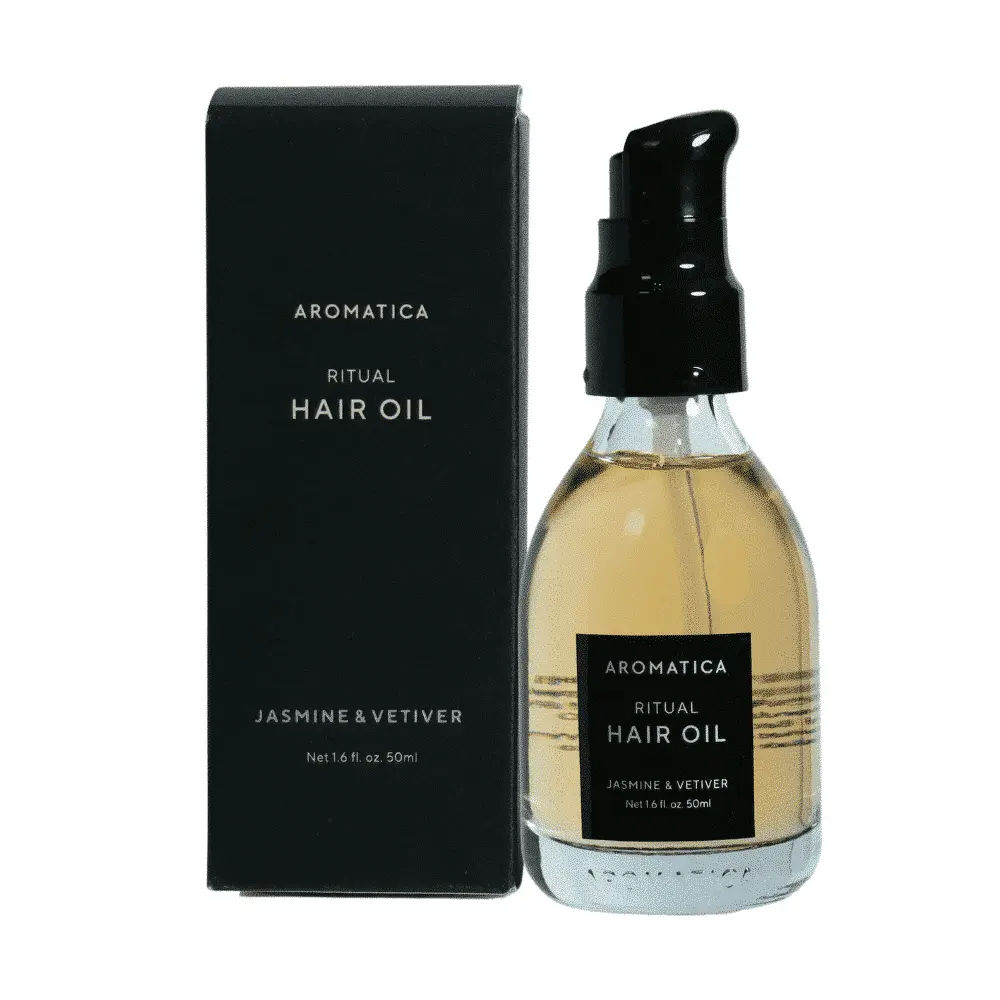 AROMATICA
RITUAL
HAIR OIL
JASMINE & VETIVER
Net 1.6 fl. oz. 50ml
AROMATICA
RITUAL
HAIR OIL
JASMINE & VETIVER
Net 1.6 fl. oz. 50ml
AROMATICA